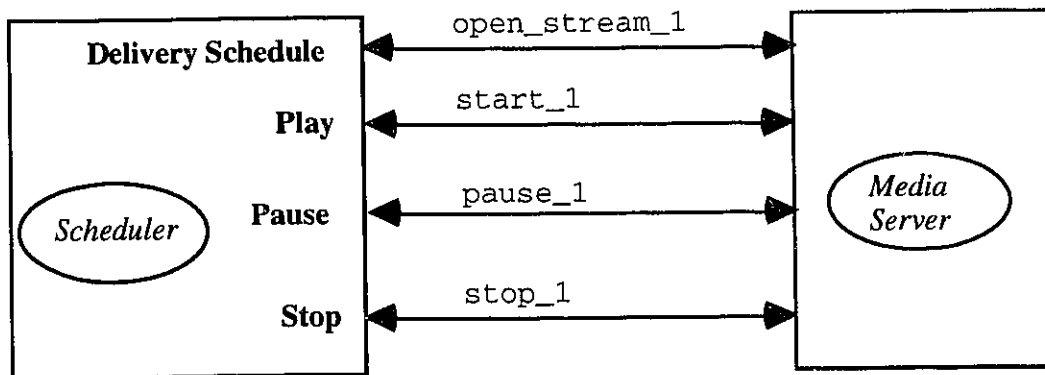 Delivery Schedule
open_stream_1
Play
start_1
Pause
pause_1
Scheduler
Media
Server
Stop
stop_1